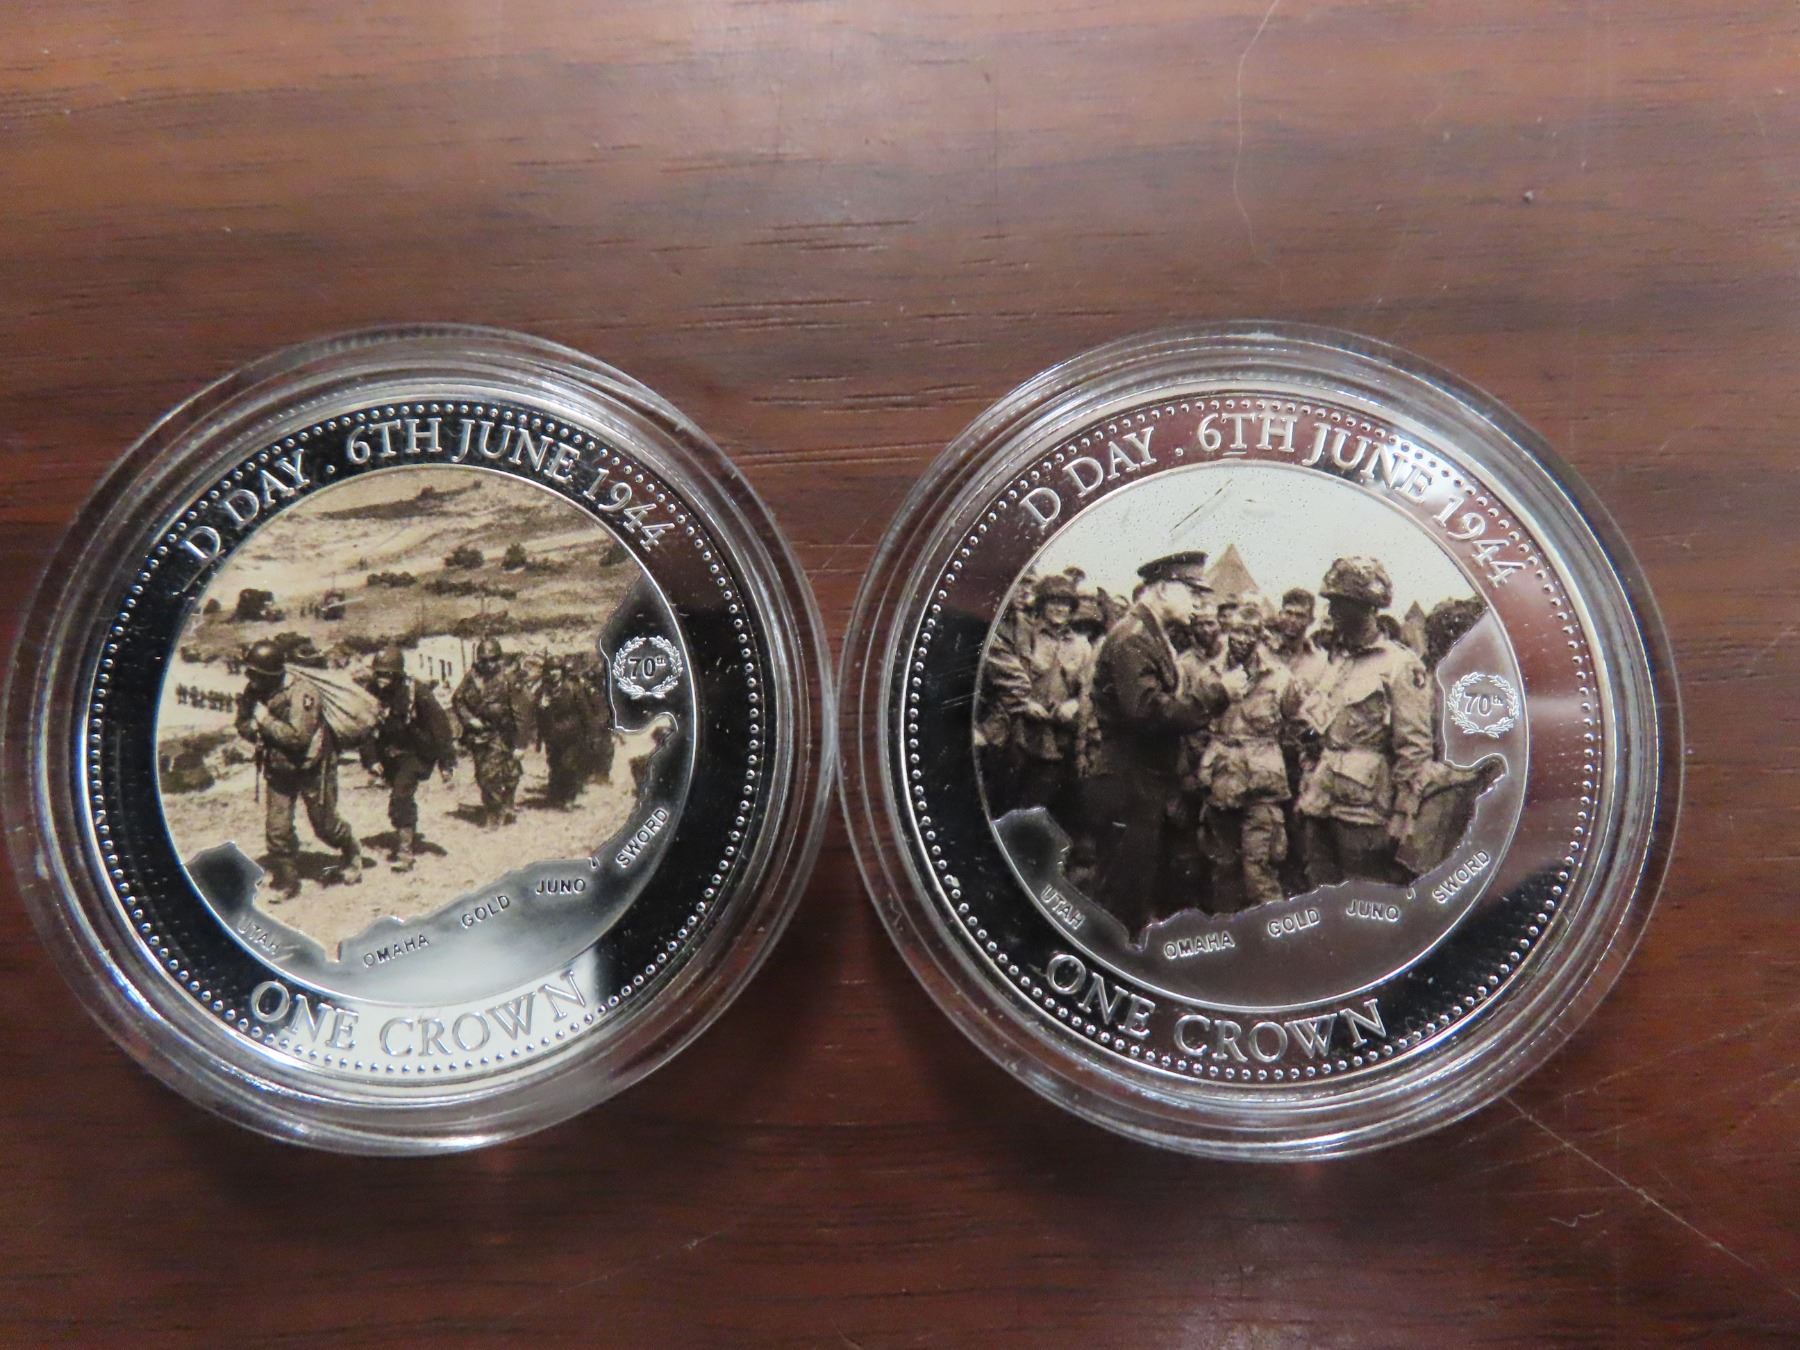 D DAY . 6TH JUNE 1944
70th
UTAH
OMAHA
GOLD
JUNO
SWORD
ONE CROWN
D DAY . 6TH JUNE 1944
70th
UTAH
OMAHA
GOLD
JUNO
SWORD
ONE CROWN